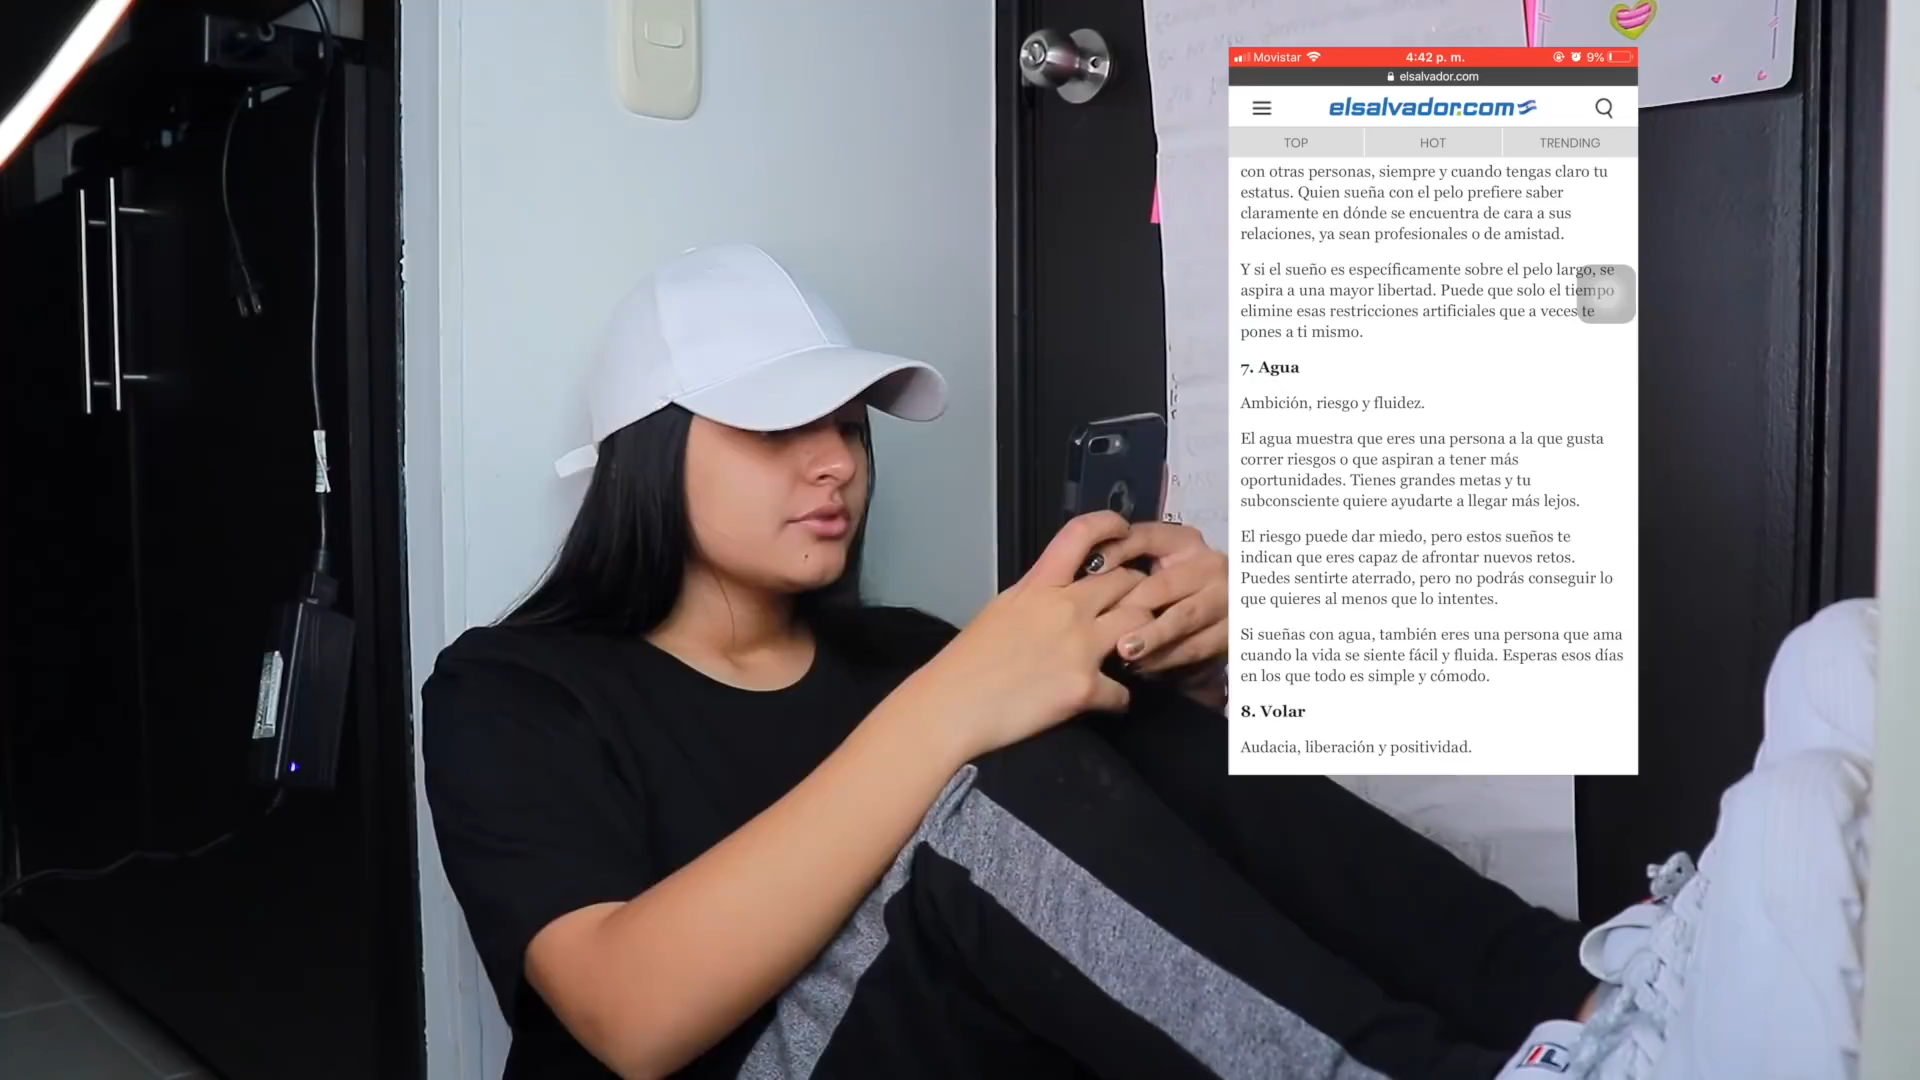 Movistar
4:42 p. m.
9%
elsalvador.com
elsalvador.com
TOP
HOT
TRENDING
con otras personas, siempre y cuando tengas claro tu
estatus. Quien sueña con el pelo prefiere saber
claramente en dónde se encuentra de cara a sus
relaciones, ya sean profesionales o de amistad.
Y si el sueño es específicamente sobre el pelo largo, se
aspira a una mayor libertad. Puede que solo el tiempo
elimine esas restricciones artificiales que a veces te
pones a ti mismo.
7. Agua
Ambición, riesgo y fluidez.
El agua muestra que eres una persona a la que gusta
correr riesgos o que aspiran a tener más
oportunidades. Tienes grandes metas y tu
subconsciente quiere ayudarte a llegar más lejos.
El riesgo puede dar miedo, pero estos sueños te
indican que eres capaz de afrontar nuevos retos.
Puedes sentirte aterrado, pero no podrás conseguir lo
que quieres al menos que lo intentes.
Si sueñas con agua, también eres una persona que ama
cuando la vida se siente fácil y fluida. Esperas esos días
en los que todo es simple y cómodo.
8. Volar
Audacia, liberación y positividad.